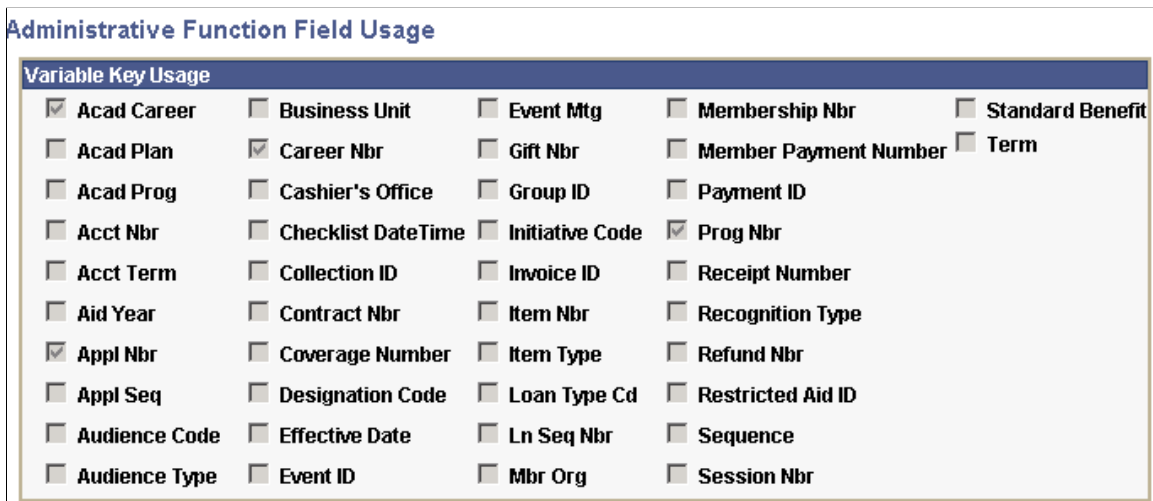 Administrative Function Field Usage
Variable Key Usage
Acad Career Business Unit Event Mtg Membership Nbr Standard Benefit
Acad Plan Career Nbr Gift Nbr Member Payment Number Term
Acad Prog Cashier's Office Group ID Payment ID
Acct Nbr Checklist DateTime Initiative Code Prog Nbr
Acct Term Collection ID Invoice ID Receipt Number
Aid Year Contract Nbr Item Nbr Recognition Type
Appl Nbr Coverage Number Item Type Refund Nbr
Appl Seq Designation Code Loan Type Cd Restricted Aid ID
Audience Code Effective Date Ln Seq Nbr Sequence
Audience Type Event ID Mbr Org Session Nbr